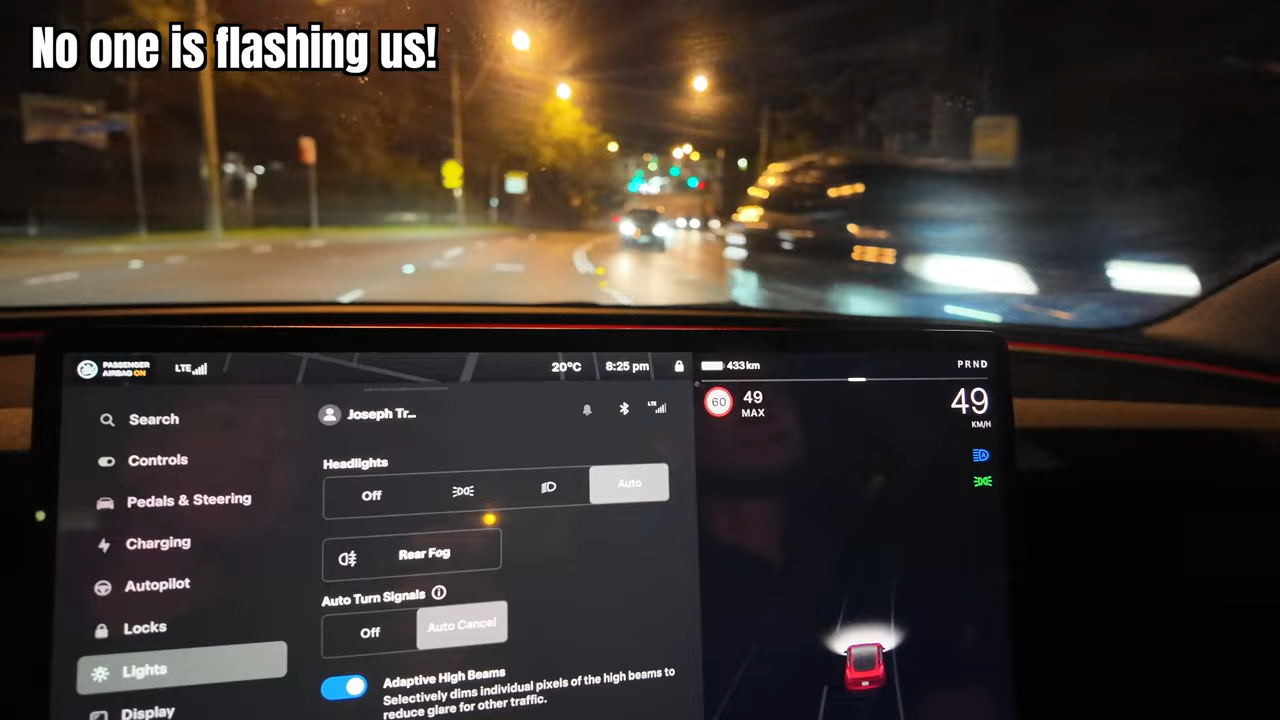 No one is flashing us!
PASSENGER
AIRBAG ON
LTE
20°C
8:25 pm
433km
PRND
Search
Controls
Pedals & Steering
Charging
Autopilot
Locks
Lights
Display
Joseph Tr...
LTE
Headlights
Off
Auto
Rear Fog
Auto Turn Signals
Off
Auto Cancel
Adaptive High Beams
Selectively dims individual pixels of the high beams to
reduce glare for other traffic.
60
49
MAX
49
KM/H